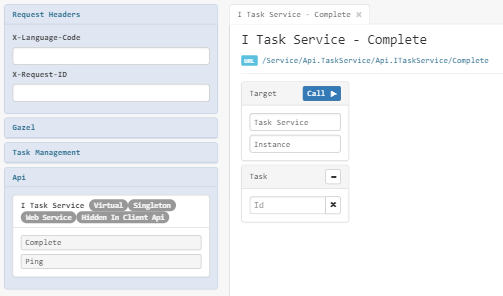 Request Headers
X-Language-Code
X-Request-ID
Gazel
Task Management
Api
I Task Service Virtual Singleton
Web Service Hidden In Client Api
Complete
Ping
I Task Service - Complete ×
I Task Service - Complete
URL /Service/Api.TaskService/Api.ITaskService/Complete
Target Call
Task Service
Instance
Task
Id